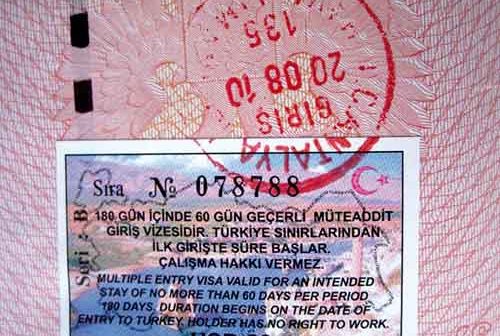 135
20 08 10
GİRİŞ
ANTALYA
Sıra № 078788
Seri : B
180 GÜN İÇİNDE 60 GÜN GEÇERLİ MÜTEADDİT
GİRİŞ VİZESİDİR. TÜRKİYE SINIRLARINDAN
İLK GİRİŞTE SÜRE BAŞLAR.
ÇALIŞMA HAKKI VERMEZ.
MULTIPLE ENTRY VISA VALID FOR AN INTENDED
STAY OF NO MORE THAN 60 DAYS PER PERIOD
180 DAYS. DURATION BEGINS ON THE DATE OF
ENTRY TO TURKEY. HOLDER HAS NO RIGHT TO WORK.